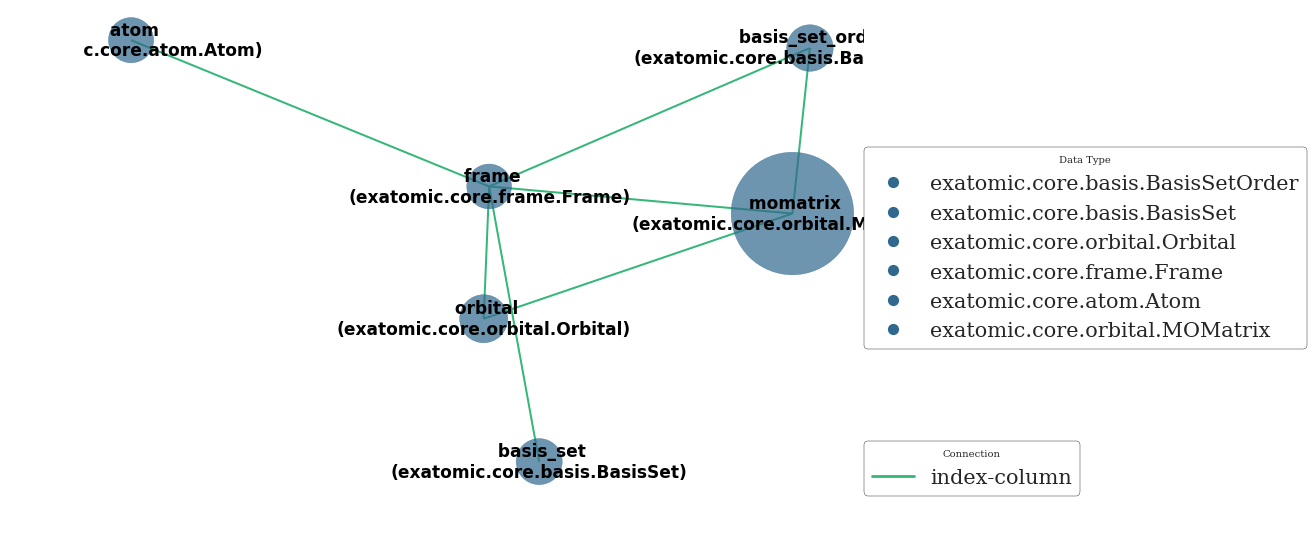 atom
c.core.atom.Atom)
basis_set_ord
(exatomic.core.basis.Ba
frame
(exatomic.core.frame.Frame)
momatrix
(exatomic.core.orbital.M
orbital
(exatomic.core.orbital.Orbital)
basis_set
(exatomic.core.basis.BasisSet)
Data Type
exatomic.core.basis.BasisSetOrder
exatomic.core.basis.BasisSet
exatomic.core.orbital.Orbital
exatomic.core.frame.Frame
exatomic.core.atom.Atom
exatomic.core.orbital.MOMatrix
Connection
index-column